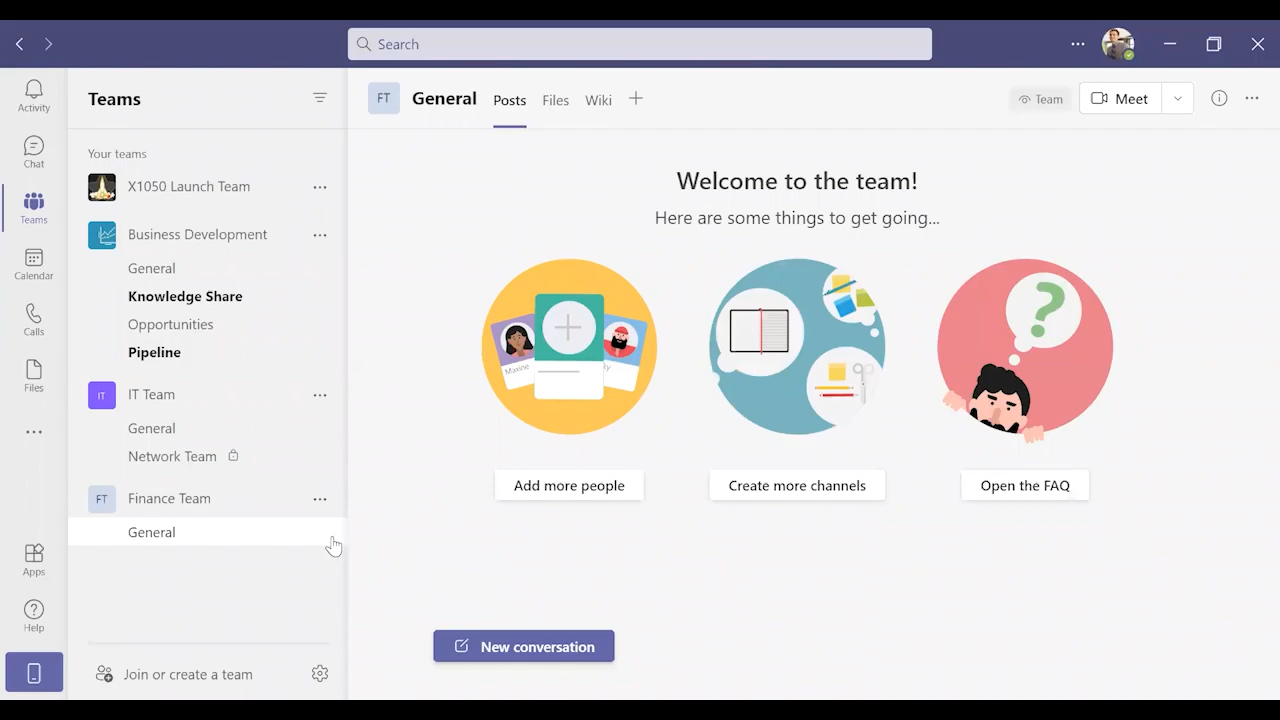 Search
Activity
Chat
Teams
Calendar
Calls
Files
Apps
Help
Teams
Your teams
X1050 Launch Team
Business Development
General
Knowledge Share
Opportunities
Pipeline
IT
IT Team
General
Network Team
FT
Finance Team
General
Join or create a team
FT
General
Posts
Files
Wiki
Team
Meet
Welcome to the team!
Here are some things to get going...
Maxine
Add more people
Create more channels
?
Open the FAQ
New conversation